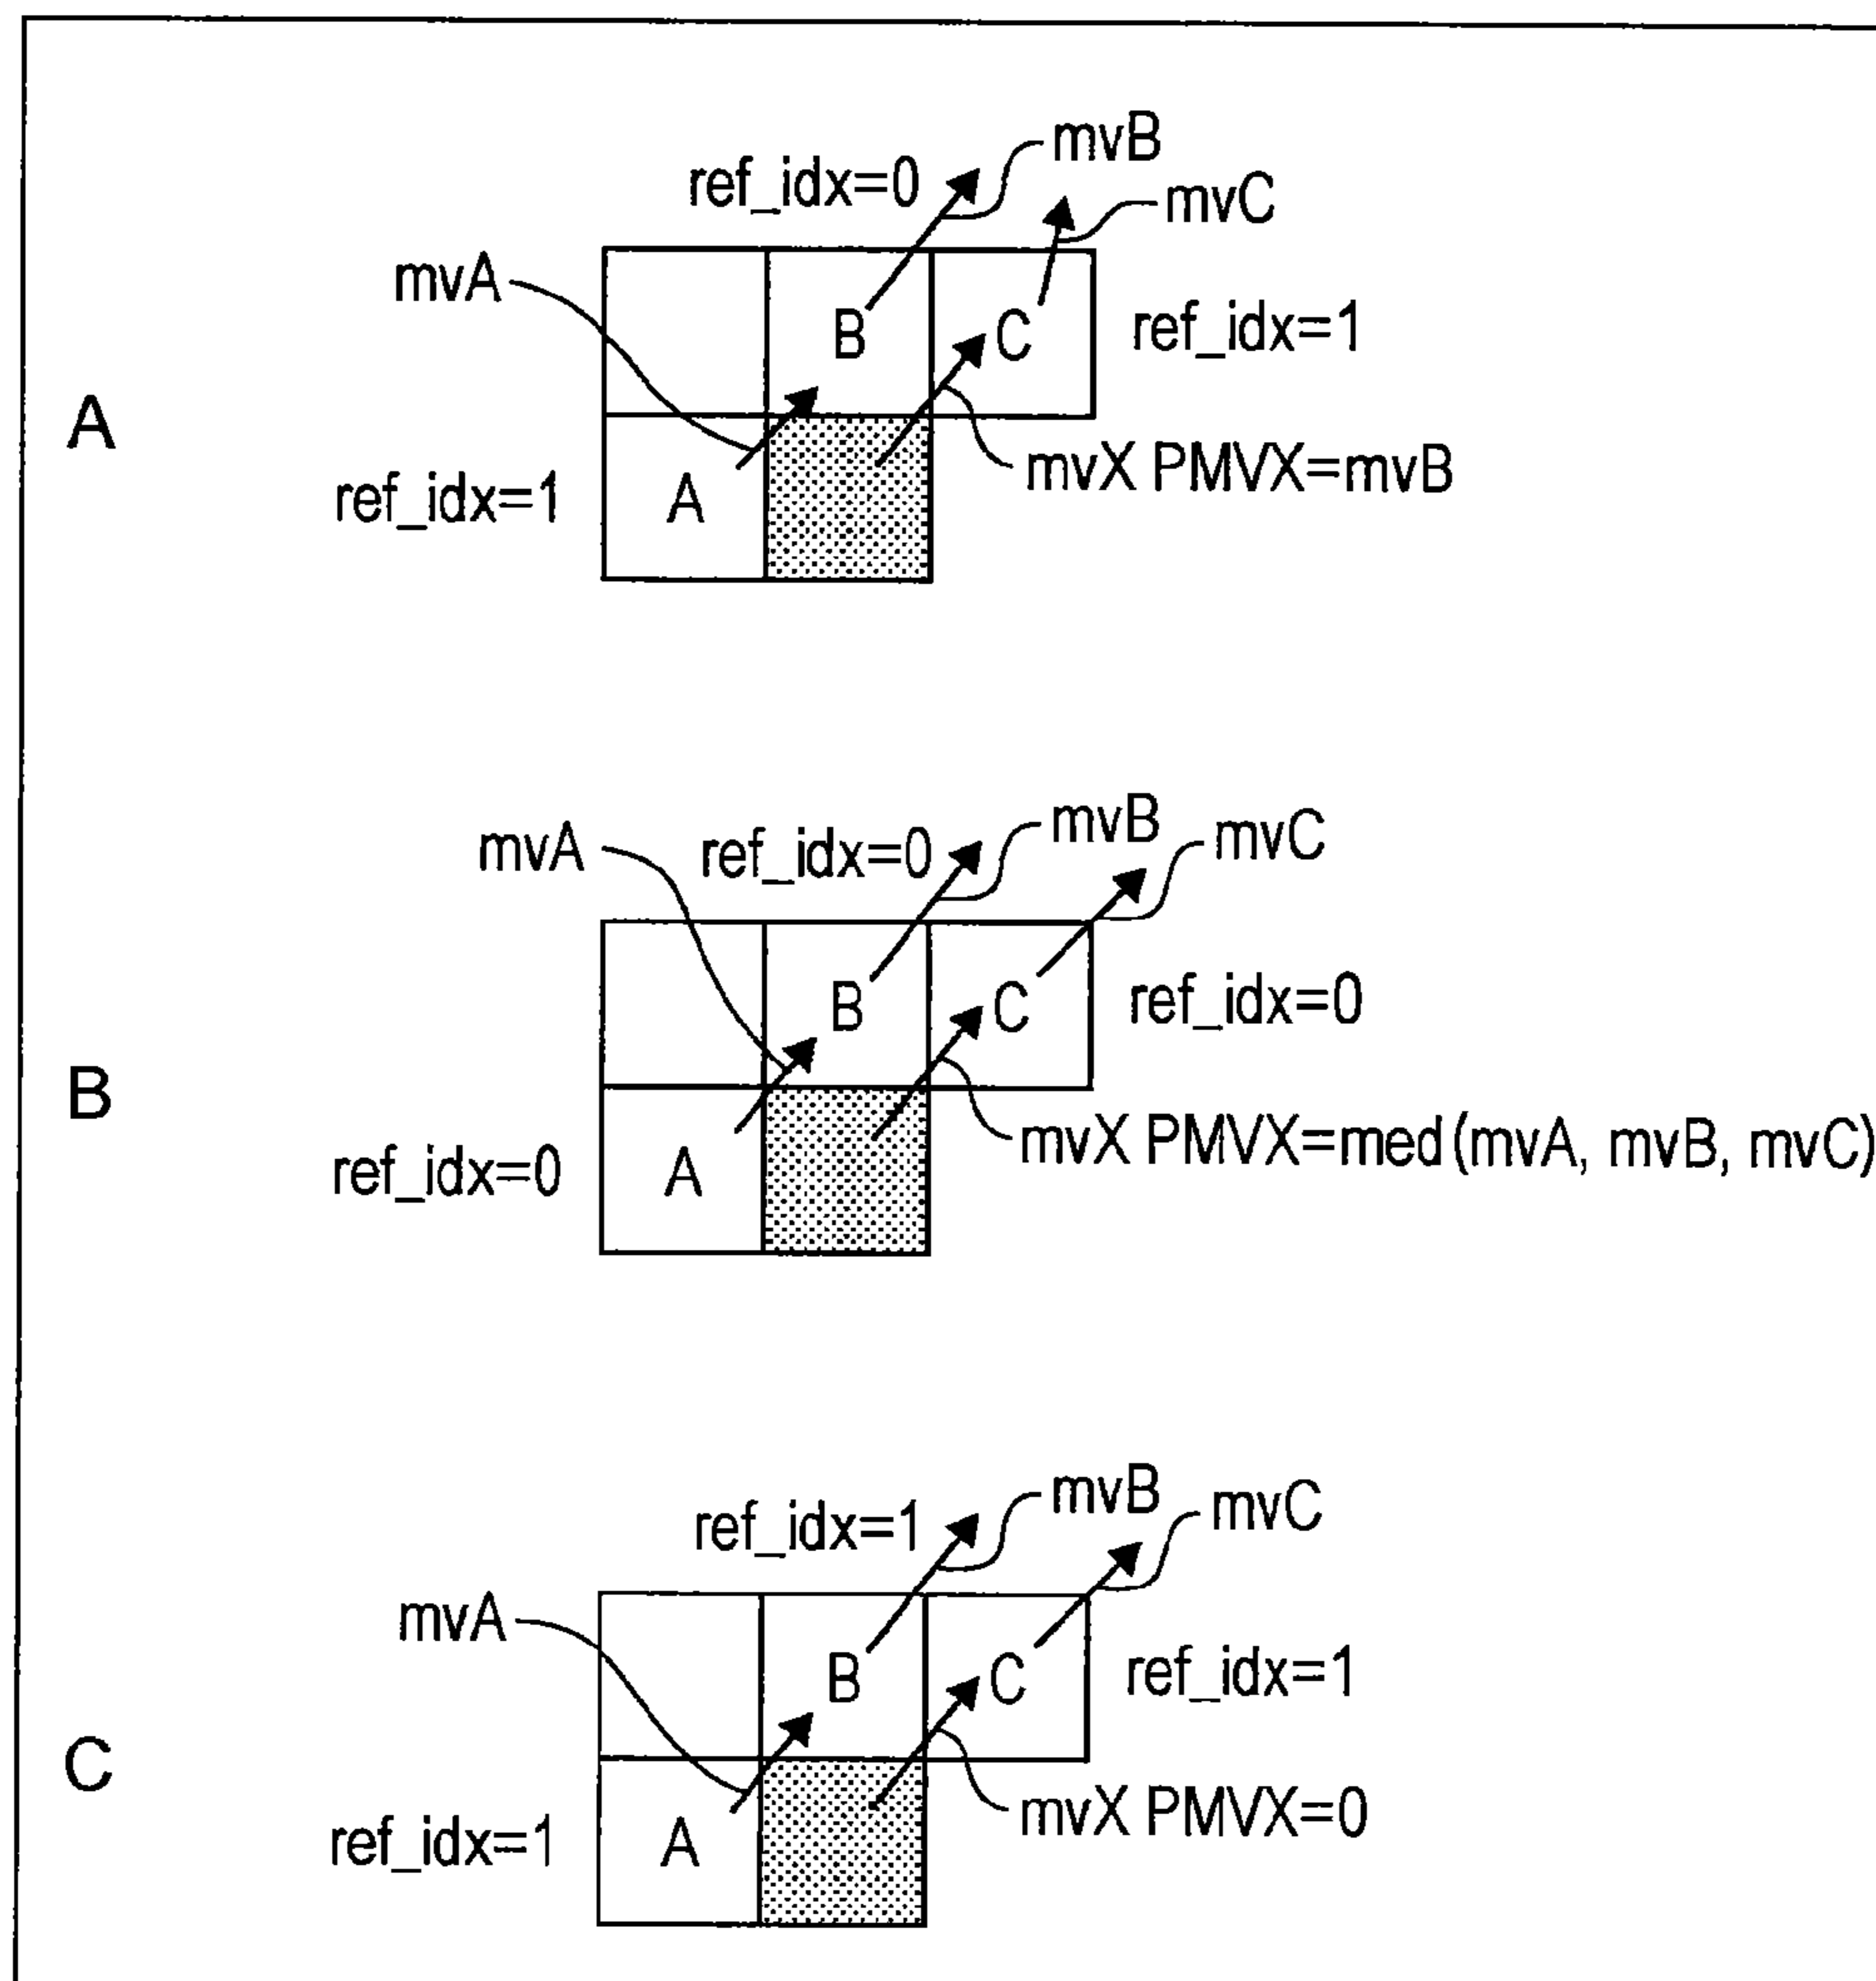 A
mvB
ref_idx=0
mvC
mvA
B
C
ref_idx=1
mvX PMVX=mvB
ref_idx=1
A
B
mvB
mvC
mvA
ref_idx=0
B
C
ref_idx=0
mvX PMVX=med(mvA, mvB, mvC)
ref_idx=0
A
C
mvB
mvC
ref_idx=1
mvA
B
C
ref_idx=1
mvX PMVX=0
ref_idx=1
A